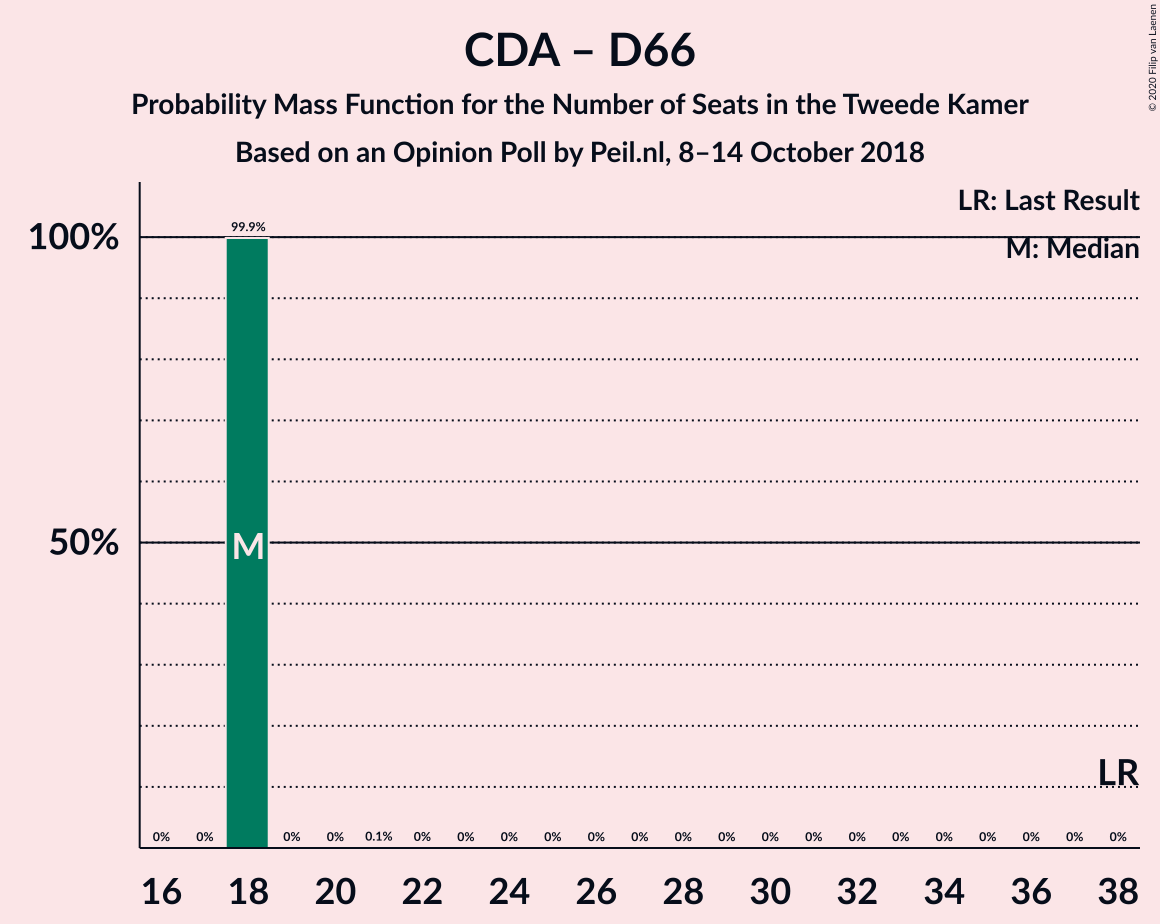 CDA – D66
Probability Mass Function for the Number of Seats in the Tweede Kamer
Based on an Opinion Poll by Peil.nl, 8–14 October 2018
© 2020 Filip van Laenen
LR: Last Result
M: Median
99.9%
100%
50%
M
LR
0% 0% 0% 0% 0.1% 0% 0% 0% 0% 0% 0% 0% 0% 0% 0% 0% 0% 0% 0% 0% 0% 0%
16 18 20 22 24 26 28 30 32 34 36 38